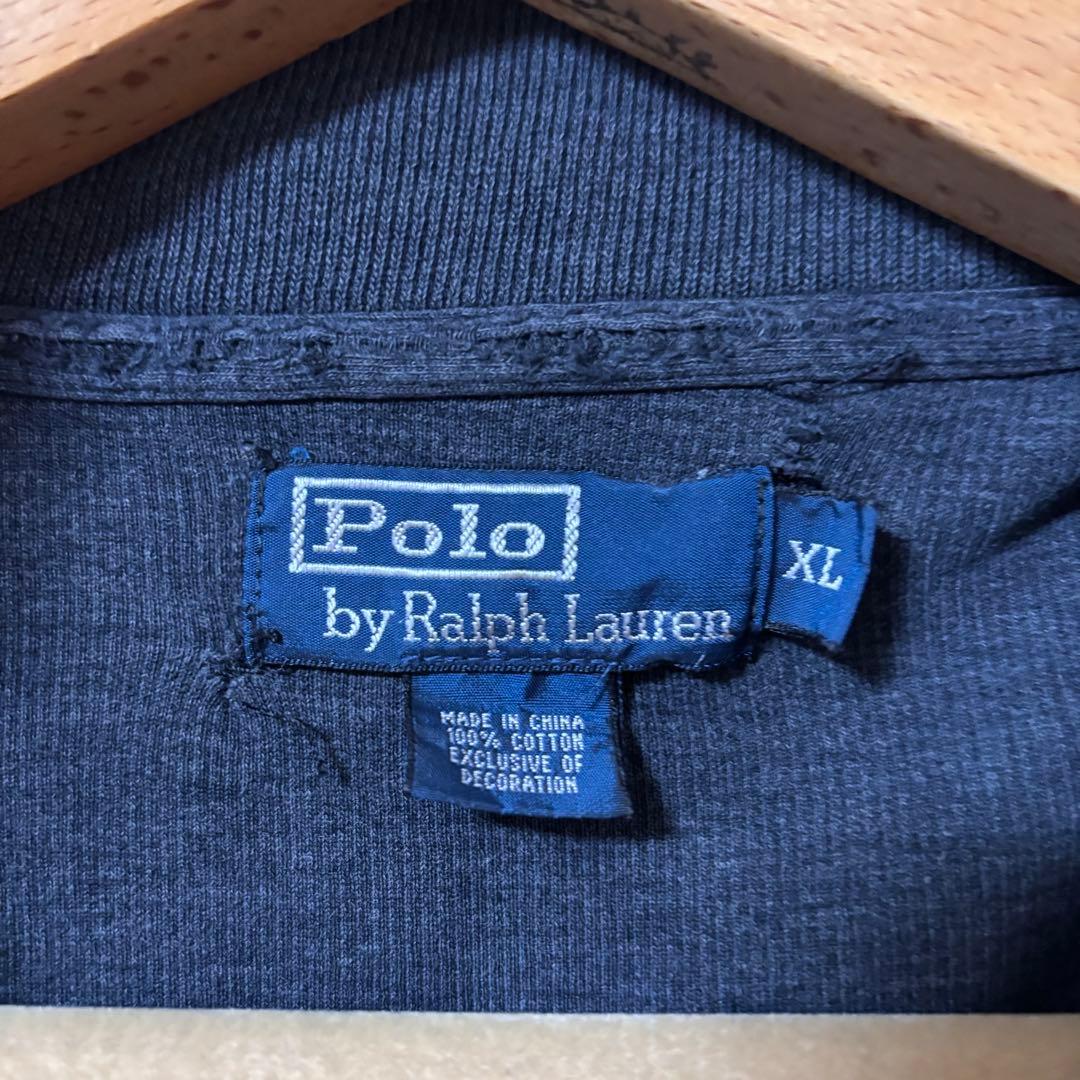 Polo
by Ralph Lauren
XL
MADE IN CHINA
100% COTTON
EXCLUSIVE OF
DECORATION